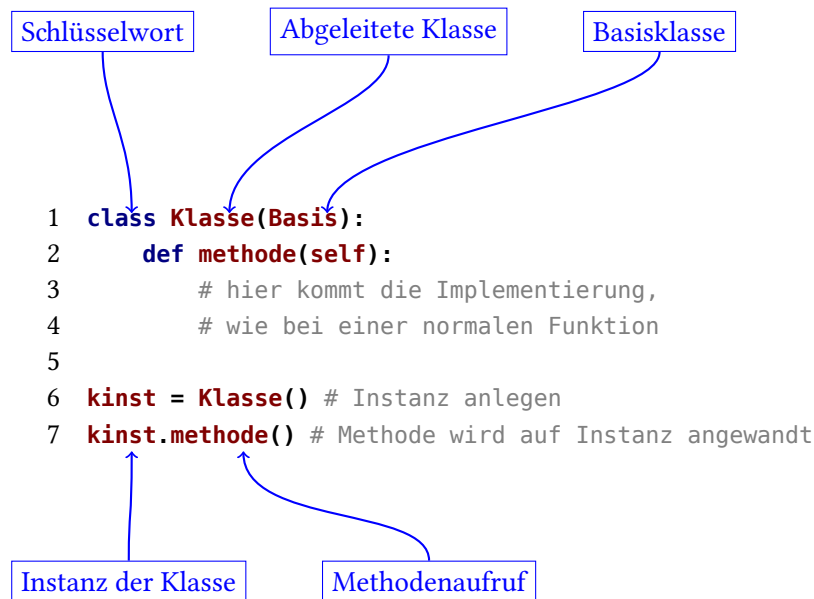 Schlüsselwort
Abgeleitete Klasse
Basisklasse
1 class Klasse(Basis):
2 def methode(self):
3 # hier kommt die Implementierung,
4 # wie bei einer normalen Funktion
5
6 kinst = Klasse() # Instanz anlegen
7 kinst.methode() # Methode wird auf Instanz angewandt
Instanz der Klasse
Methodenaufruf